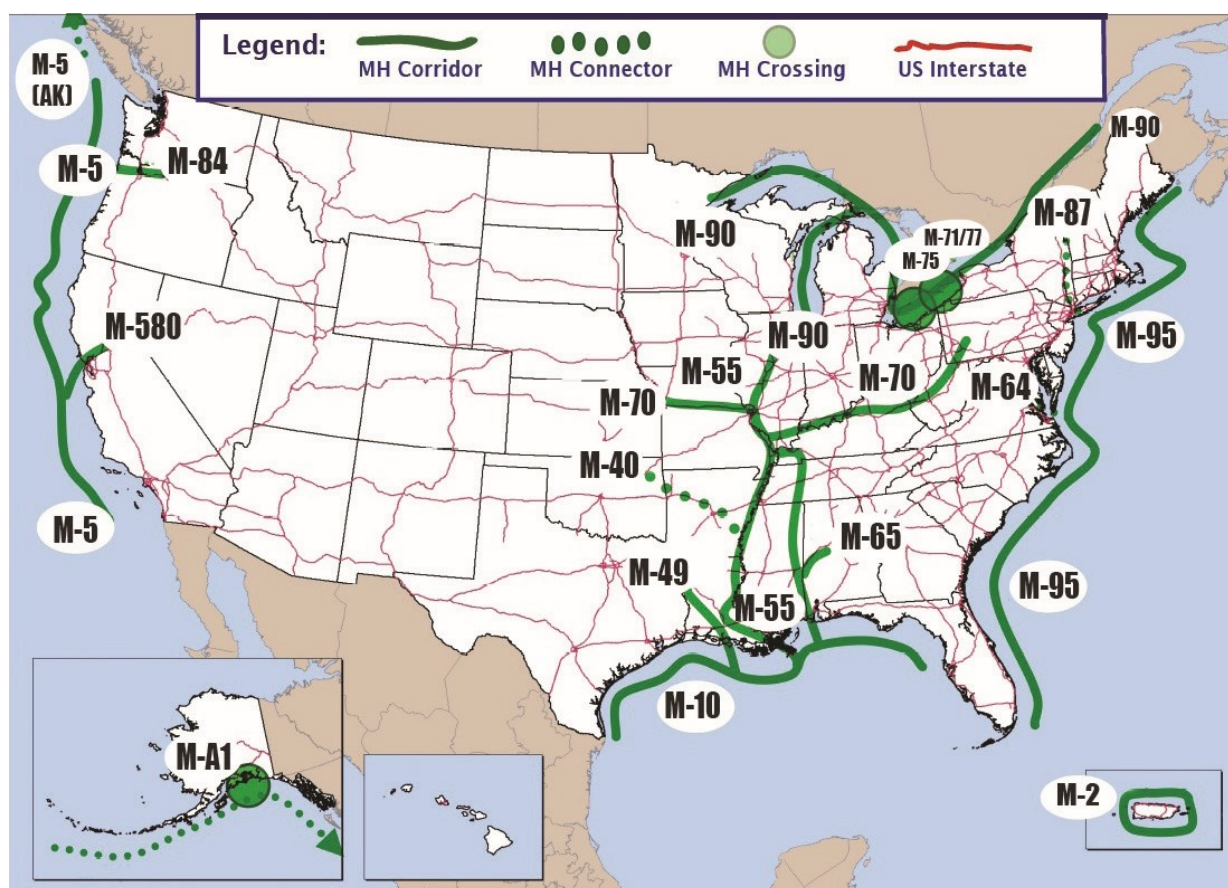 Legend:
MH Corridor
MH Connector
MH Crossing
US Interstate
M-5
(AK)
M-90
M-5
M-84
M-87
M-90
M-71/77
M-75
M-580
M-90
M-95
M-55
M-70
M-64
M-70
M-40
M-5
M-65
M-49
M-95
M-55
M-10
M-A1
M-2